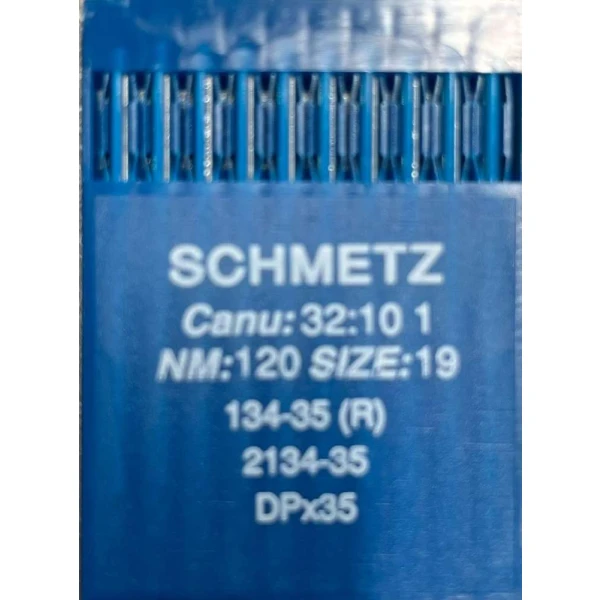 SCHMETZ
Canu: 32:10 1
NM:120 SIZE:19
134-35 (R)
2134-35
DPx35